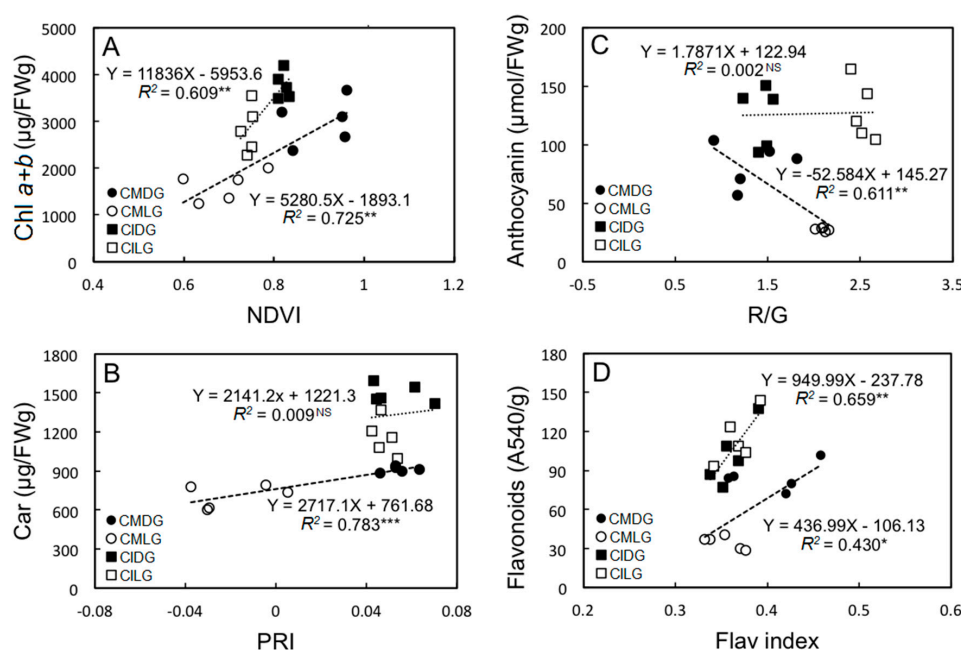 A
Chl a+b (µg/FWg)
5000
4000
3000
2000
1000
0
Y = 11836X - 5953.6
R² = 0.609**
Y = 5280.5X - 1893.1
R² = 0.725**
CMDG
CMLG
CIDG
CILG
0.4 0.6 0.8 1 1.2
NDVI
C
Anthocyanin (µmol/FWg)
200
150
100
50
0
Y = 1.7871X + 122.94
R² = 0.002NS
Y = -52.584X + 145.27
R² = 0.611**
CMDG
CMLG
CIDG
CILG
-0.5 0.5 1.5 2.5 3.5
R/G
B
Car (µg/FWg)
1800
1500
1200
900
600
300
0
Y = 2141.2x + 1221.3
R² = 0.009NS
Y = 2717.1X + 761.68
R² = 0.783***
CMDG
CMLG
CIDG
CILG
-0.08 -0.04 0 0.04 0.08
PRI
D
Flavonoids (A540/g)
180
150
120
90
60
30
0
Y = 949.99X - 237.78
R² = 0.659**
Y = 436.99X - 106.13
R² = 0.430*
CMDG
CMLG
CIDG
CILG
0.2 0.3 0.4 0.5 0.6
Flav index